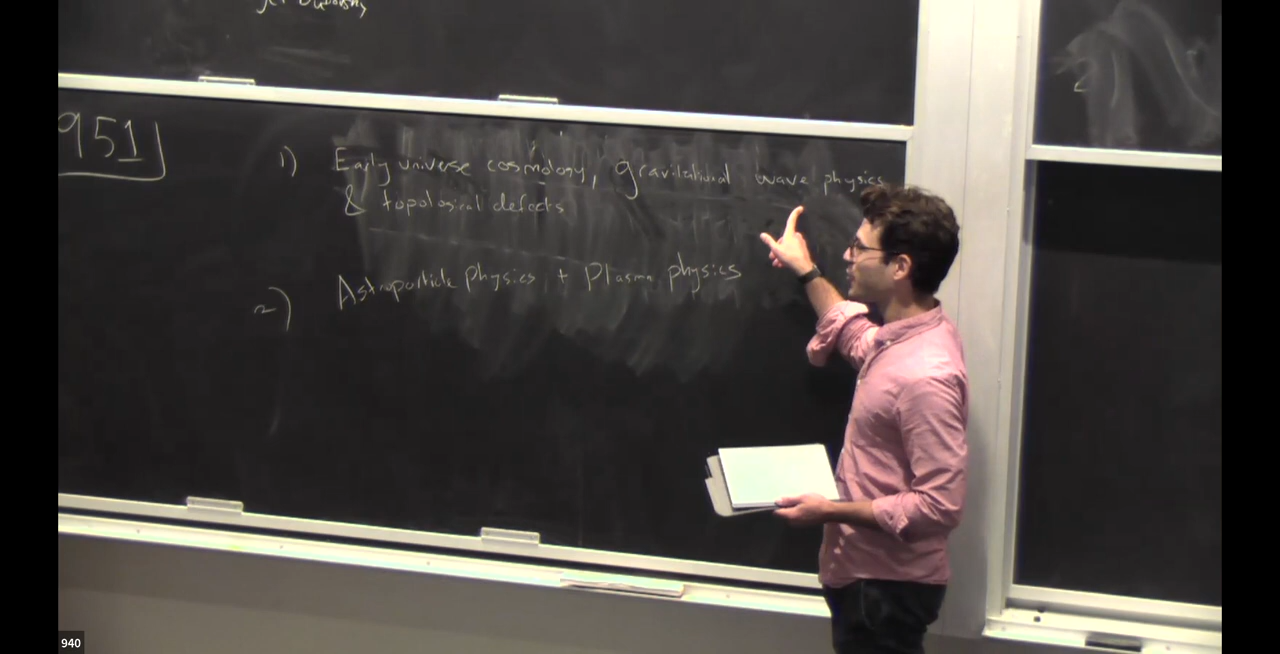 951]
1) Early universe cosmology, gravitational wave physics
& topological defects
2) Astroparticle physics + Plasma physics
940